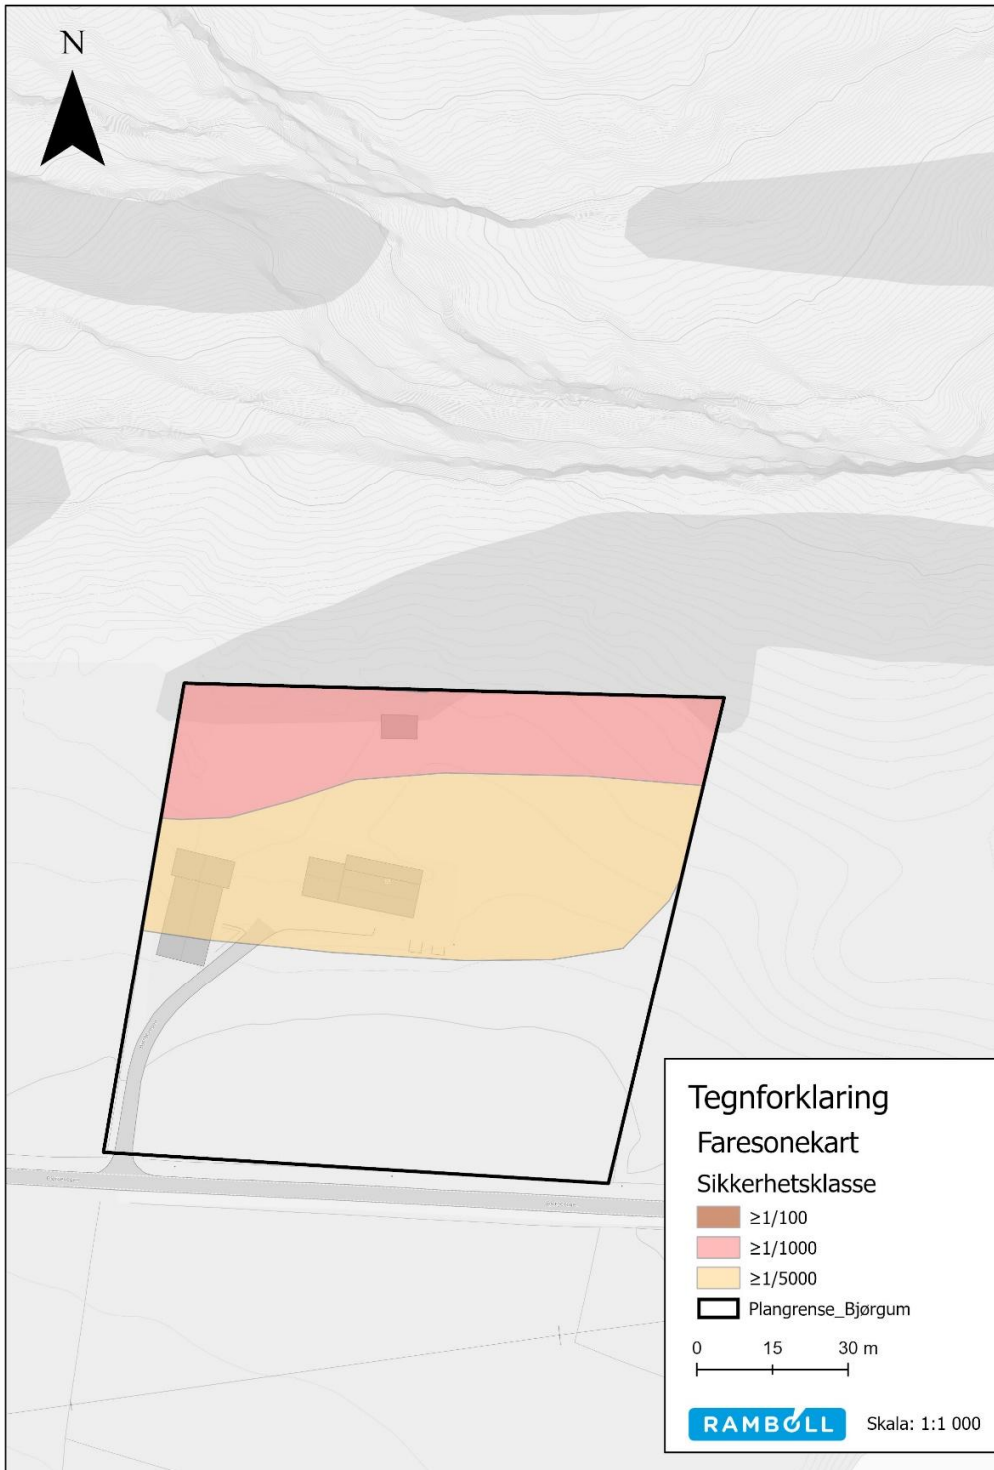 N
Tegnforklaring
Faresonekart
Sikkerhetsklasse
≥1/100
≥1/1000
≥1/5000
Plangrense_Bjørgum
0 15 30 m
RAMBOLL Skala: 1:1 000